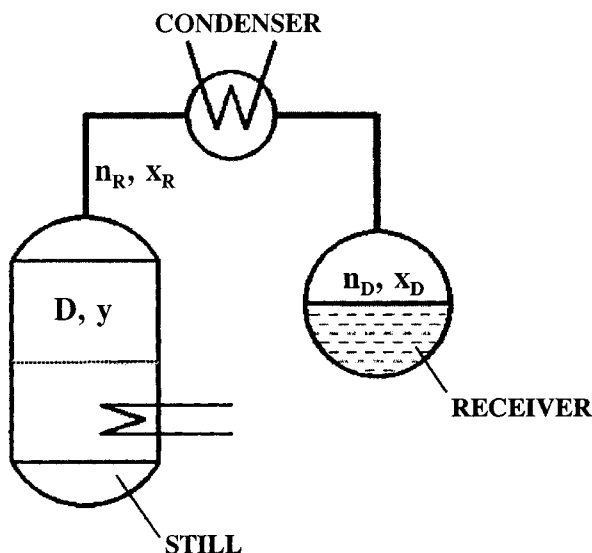 CONDENSER
n_R, x_R
D, y
n_D, x_D
RECEIVER
STILL